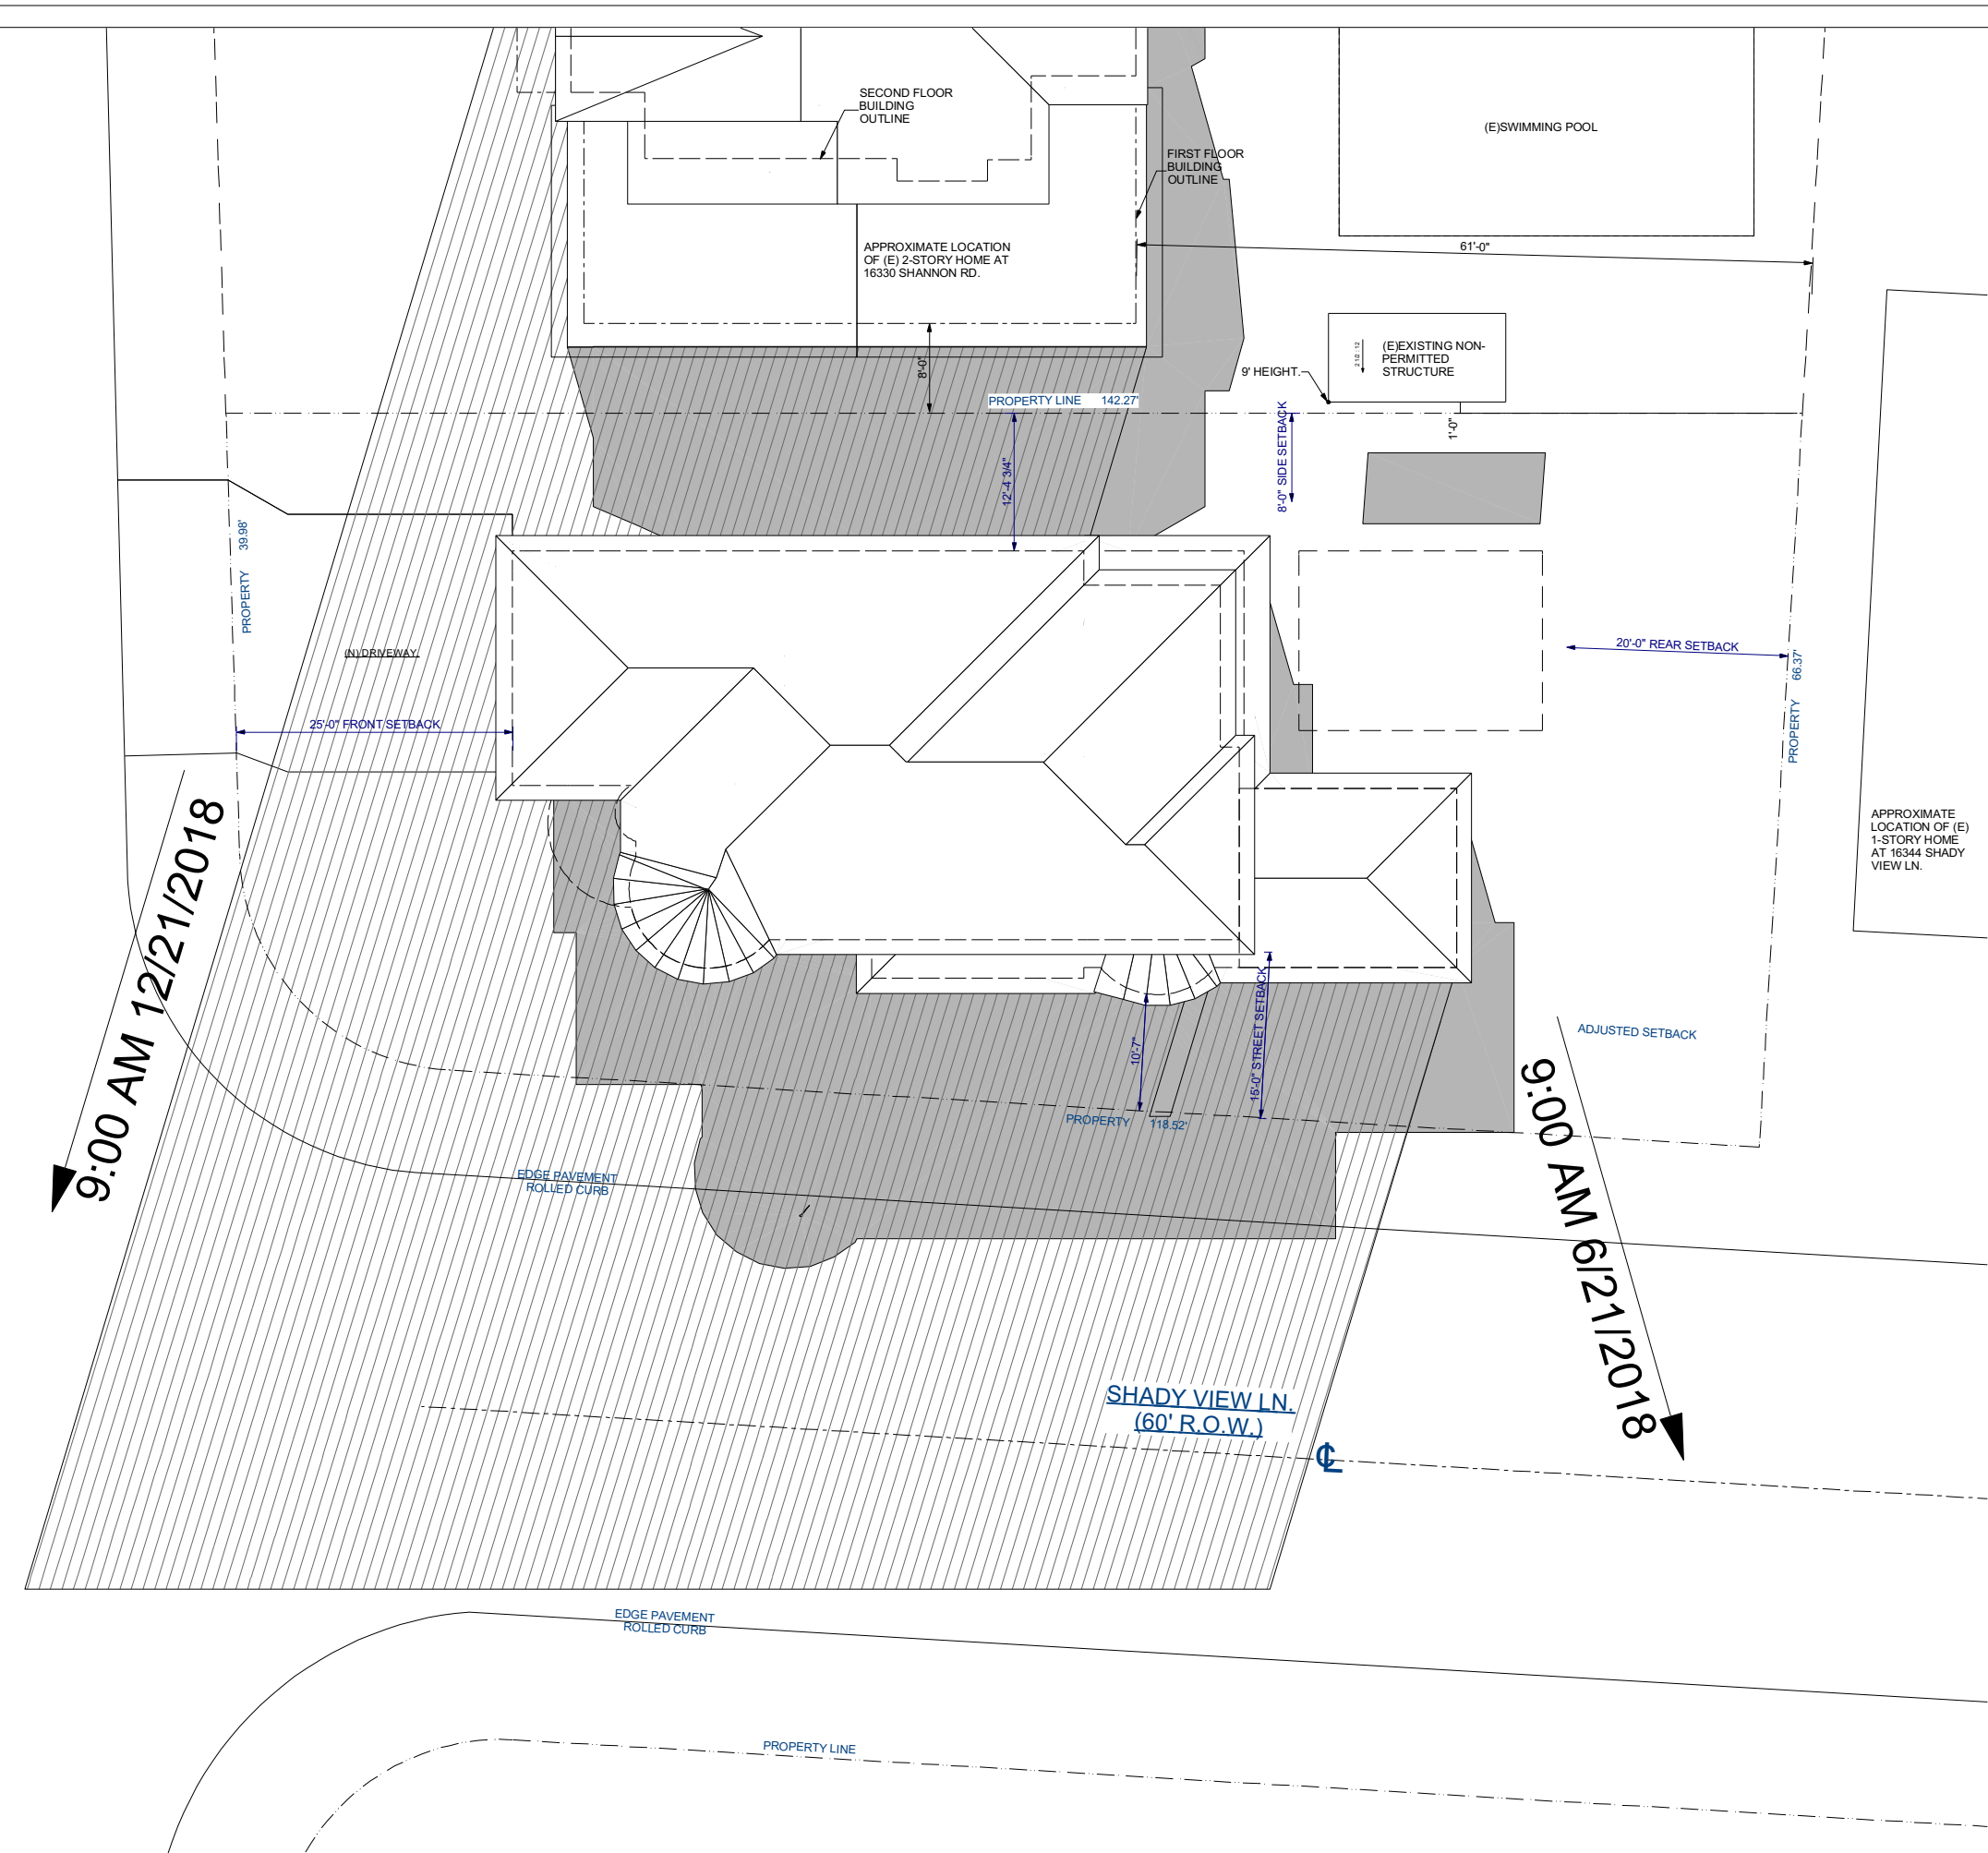 SECOND FLOOR
BUILDING
OUTLINE
(E)SWIMMING POOL
FIRST FLOOR
BUILDING
OUTLINE
61'-0"
APPROXIMATE LOCATION
OF (E) 2-STORY HOME AT
16330 SHANNON RD.
8'-0"
2 1/2 : 12
(E)EXISTING NON-
PERMITTED
STRUCTURE
9' HEIGHT.
PROPERTY LINE 142.27'
1'-0"
8'-0" SIDE SETBACK
12'-4 3/4"
PROPERTY 39.98'
(N) DRIVEWAY
20'-0" REAR SETBACK
PROPERTY 66.37'
25'-0" FRONT SETBACK
9:00 AM 12/21/2018
APPROXIMATE
LOCATION OF (E)
1-STORY HOME
AT 16344 SHADY
VIEW LN.
10'-7"
15'-0" STREET SETBACK
ADJUSTED SETBACK
PROPERTY 118.52'
9:00 AM 6/21/2018
EDGE PAVEMENT
ROLLED CURB
SHADY VIEW LN.
(60' R.O.W.)
℄
EDGE PAVEMENT
ROLLED CURB
PROPERTY LINE